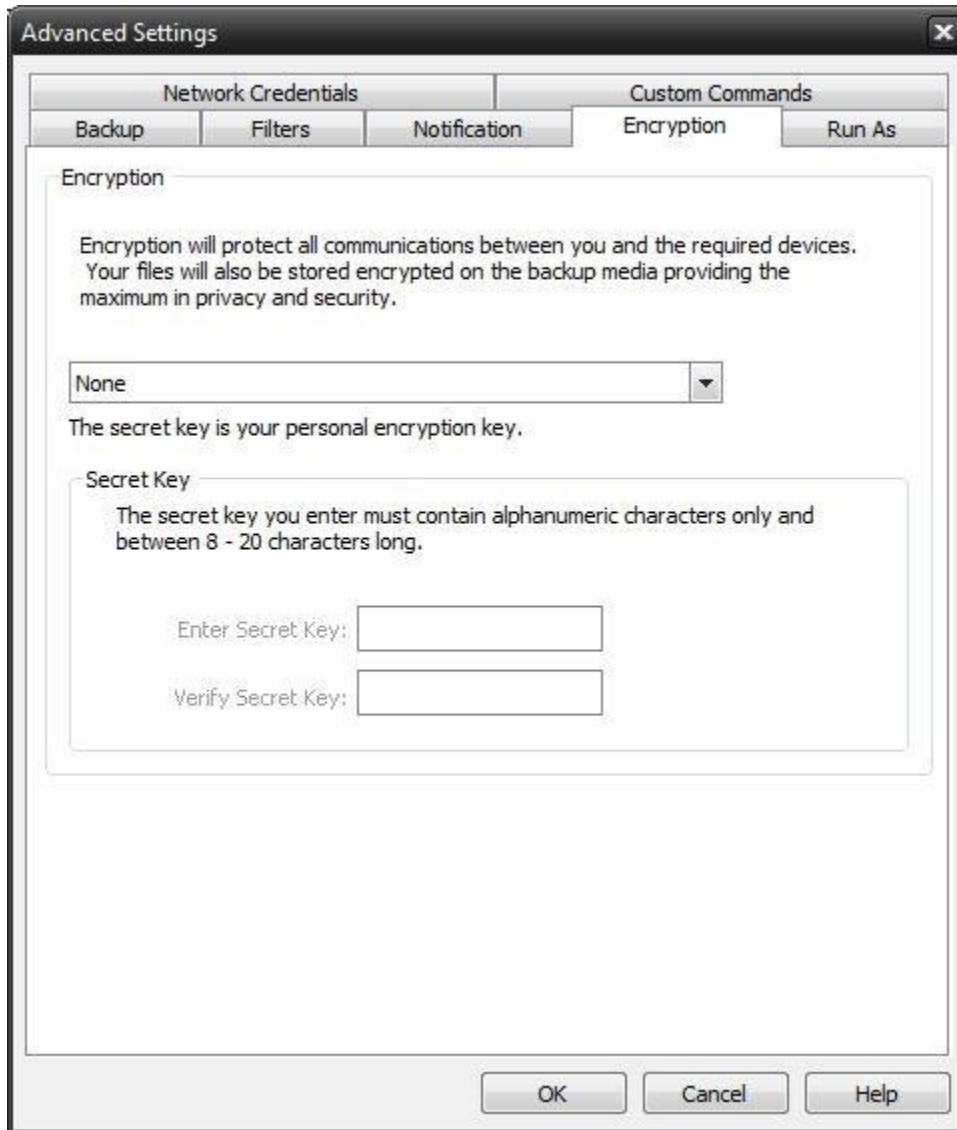 Advanced Settings
Network Credentials
Custom Commands
Backup
Filters
Notification
Encryption
Run As
Encryption
Encryption will protect all communications between you and the required devices.
Your files will also be stored encrypted on the backup media providing the
maximum in privacy and security.
None
The secret key is your personal encryption key.
Secret Key
The secret key you enter must contain alphanumeric characters only and
between 8 - 20 characters long.
Enter Secret Key:
Verify Secret Key:
OK
Cancel
Help